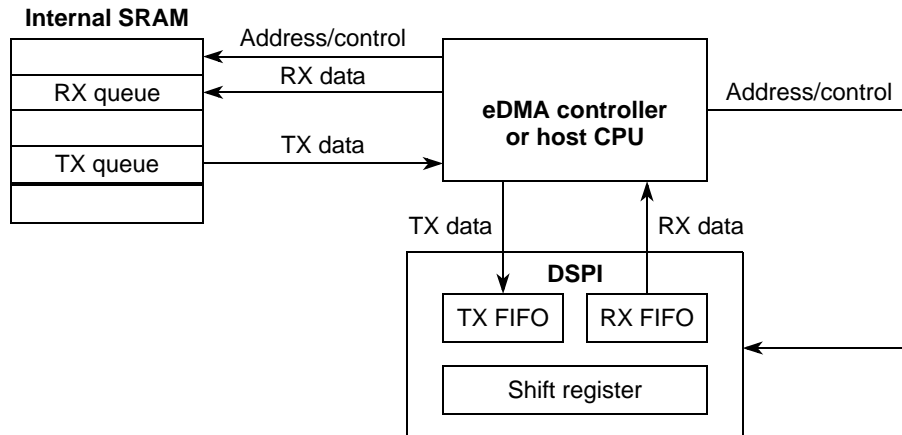 Internal SRAM
Address/control
RX data
RX queue
eDMA controller
or host CPU
Address/control
TX data
TX queue
TX data
RX data
DSPI
TX FIFO
RX FIFO
Shift register